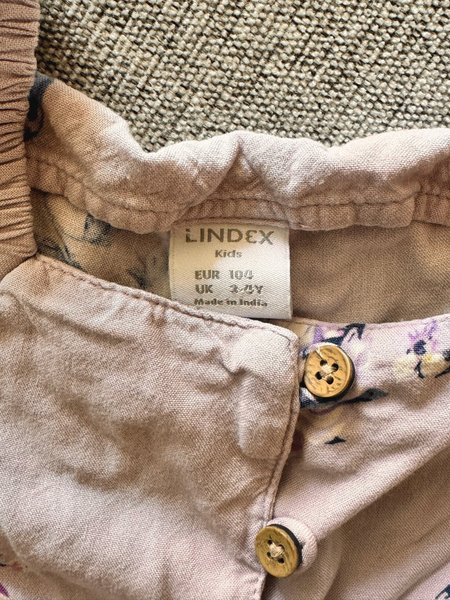 LINDEX
Kids
EUR 104
UK 3-4Y
Made in India